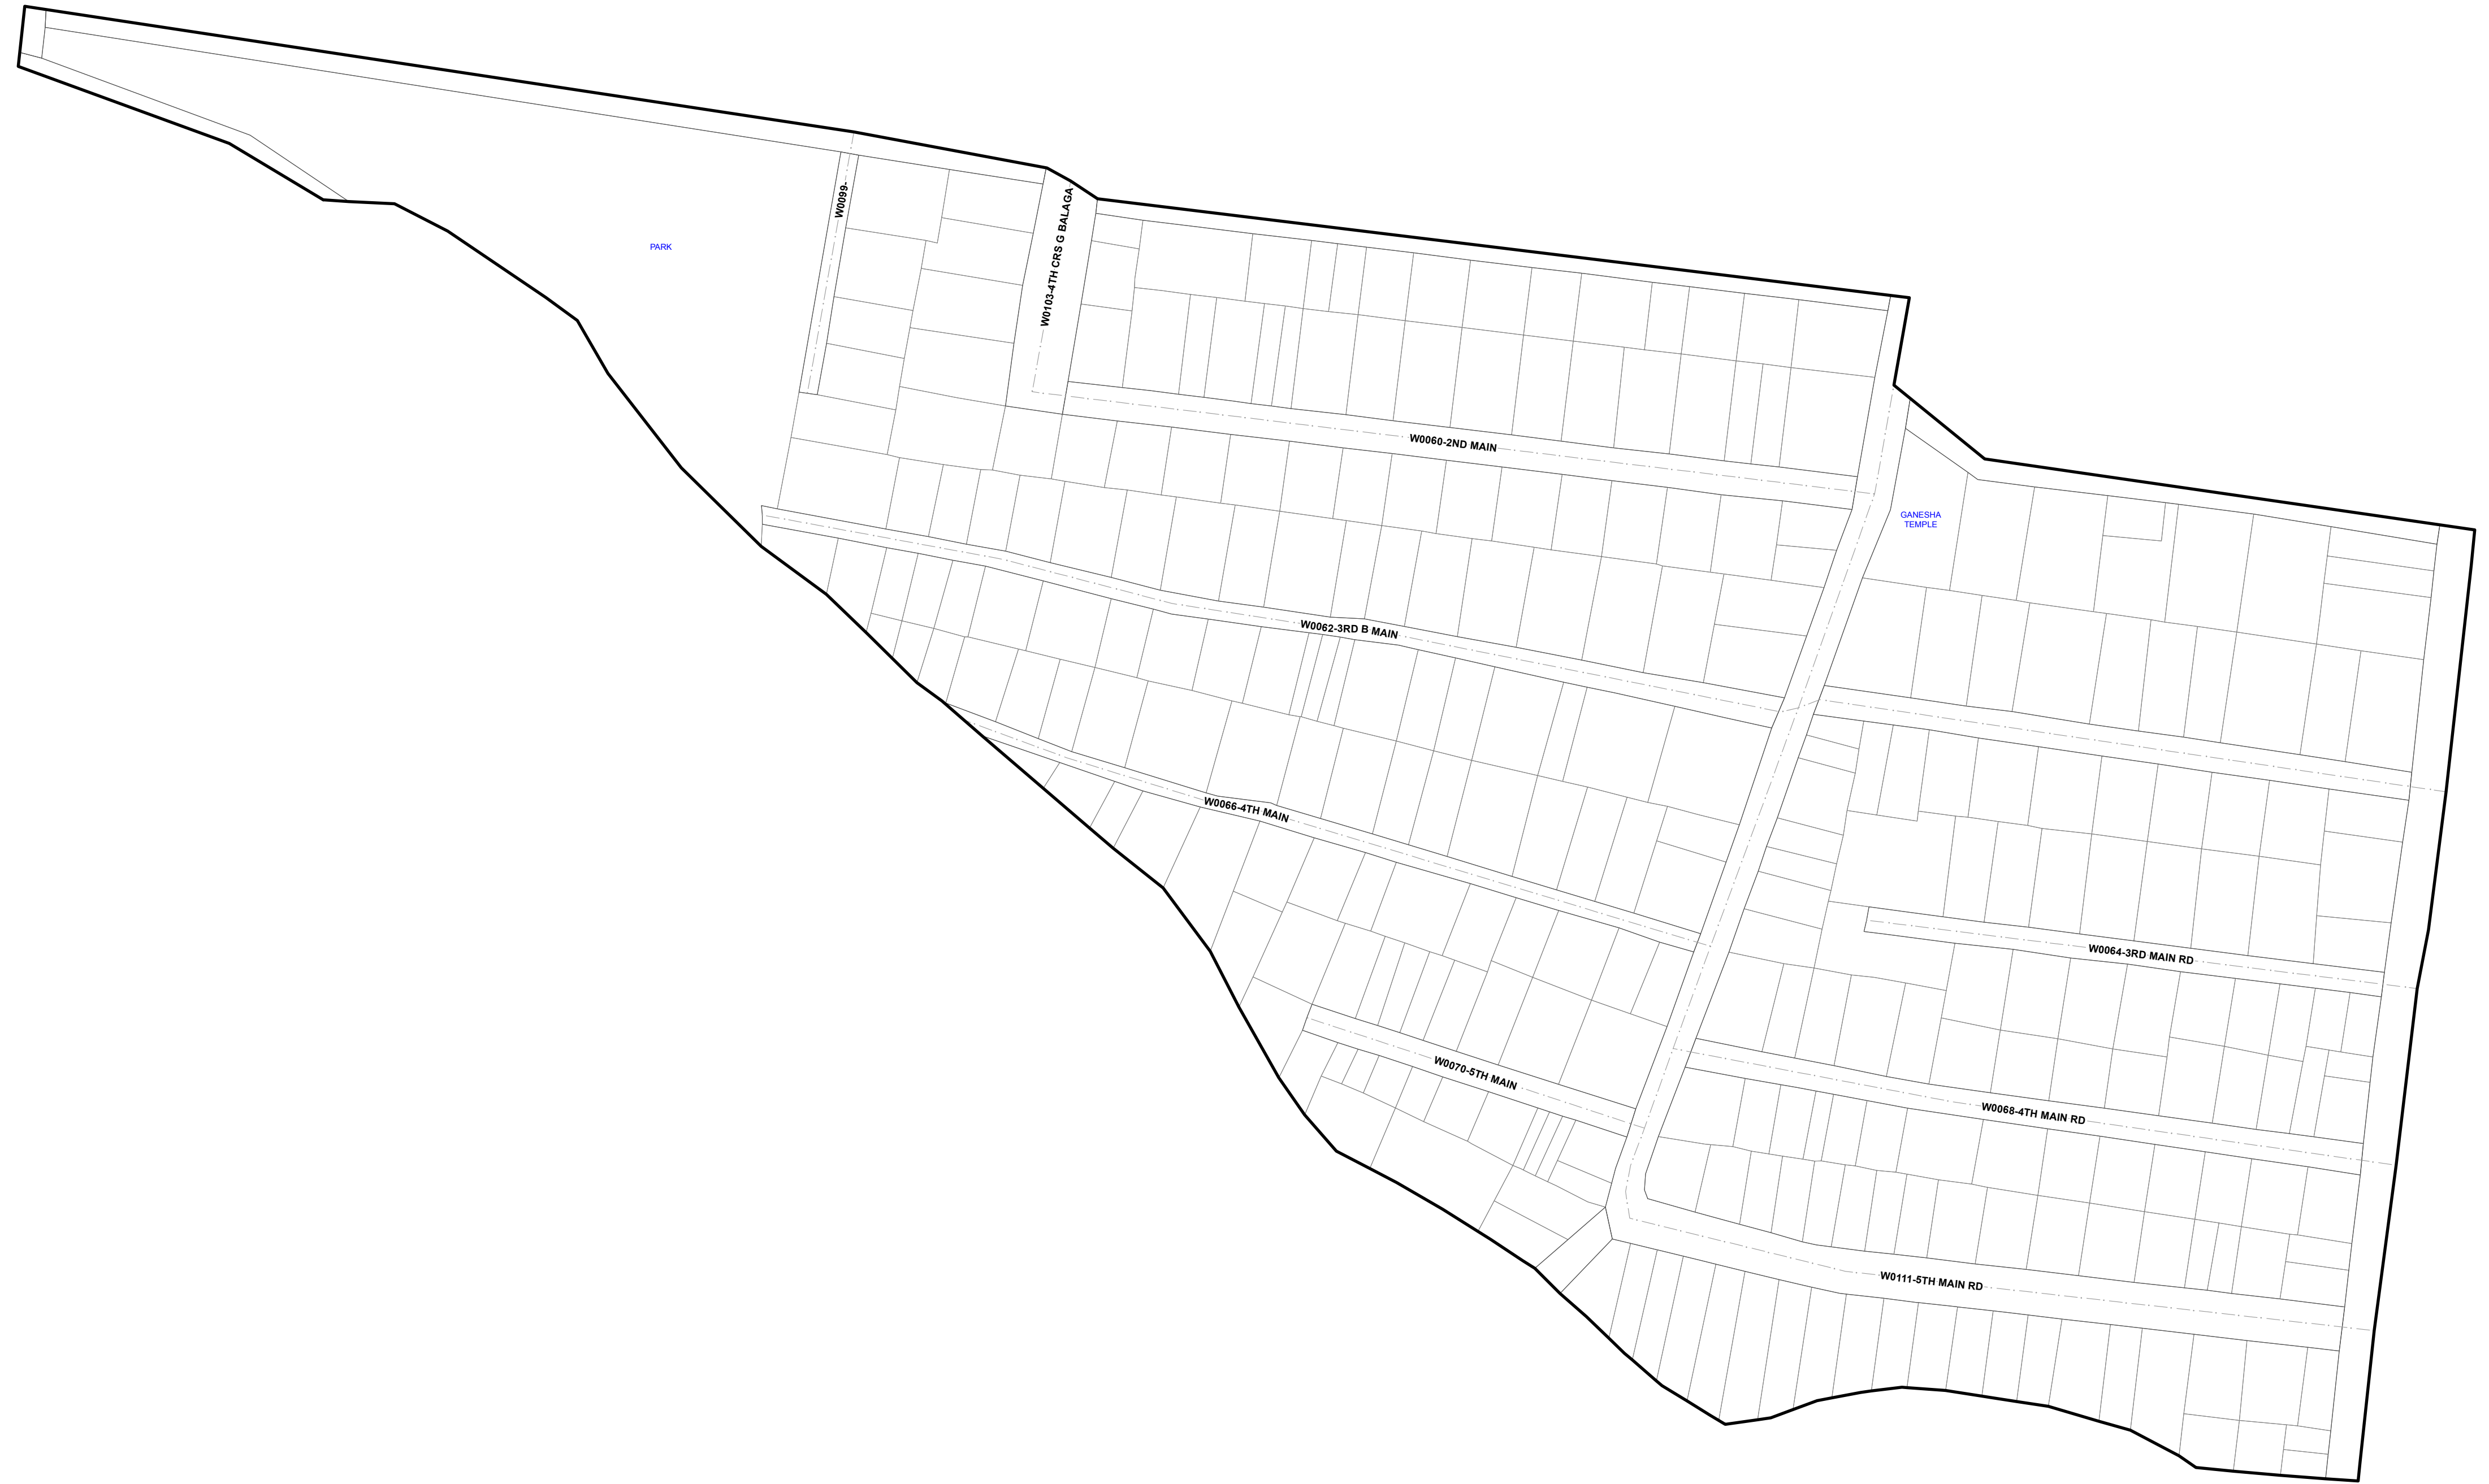 W0099-
W0103-4TH CRS G BALAGA
PARK
W0060-2ND MAIN
GANESHA
TEMPLE
W0062-3RD B MAIN
W0066-4TH MAIN
W0064-3RD MAIN RD
W0070-5TH MAIN
W0068-4TH MAIN RD
W0111-5TH MAIN RD